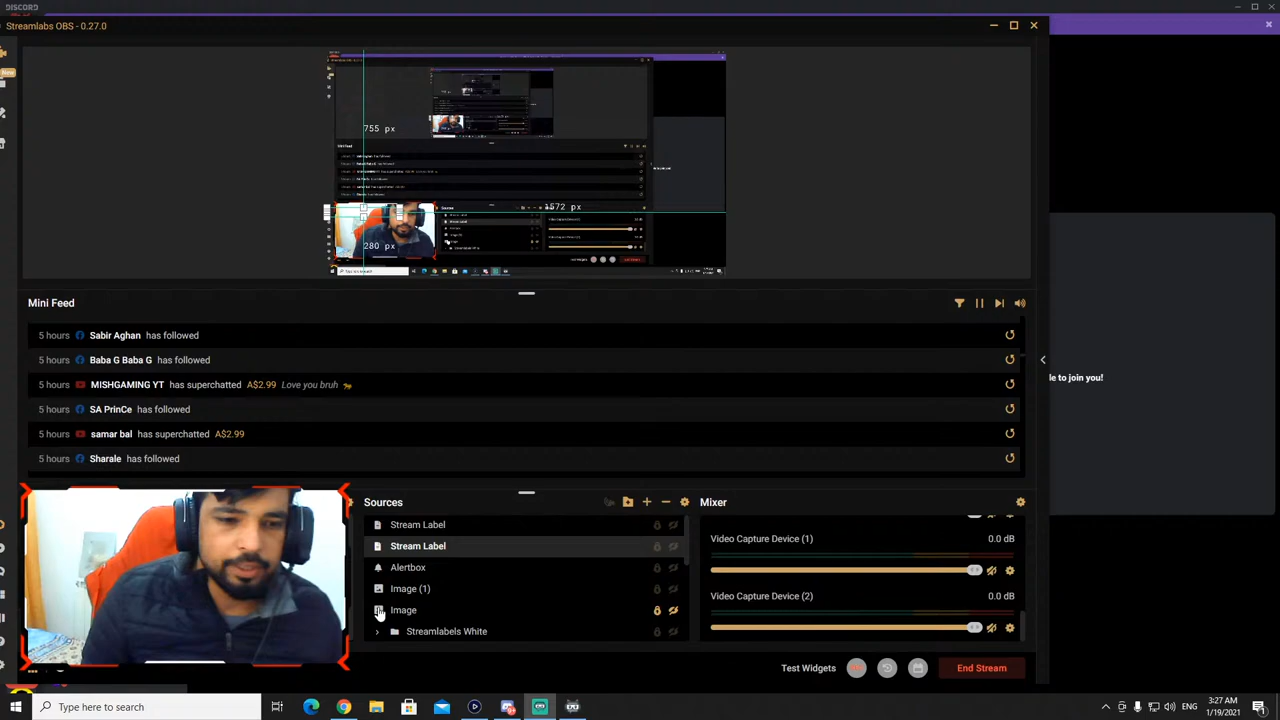 DISCORD
Streamlabs OBS - 0.27.0
New
755 px
1572 px
280 px
Mini Feed
5 hours Sabir Aghan has followed
5 hours Baba G Baba G has followed
5 hours MISHGAMING YT has superchatted A$2.99 Love you bruh
5 hours SA PrinCe has followed
5 hours samar bal has superchatted A$2.99
5 hours Sharale has followed
le to join you!
Sources
Stream Label
Stream Label
Alertbox
Image (1)
Image
Streamlabels White
Mixer
Video Capture Device (1) 0.0 dB
Video Capture Device (2) 0.0 dB
Test Widgets
End Stream
Type here to search
ENG
3:27 AM
1/19/2021
1